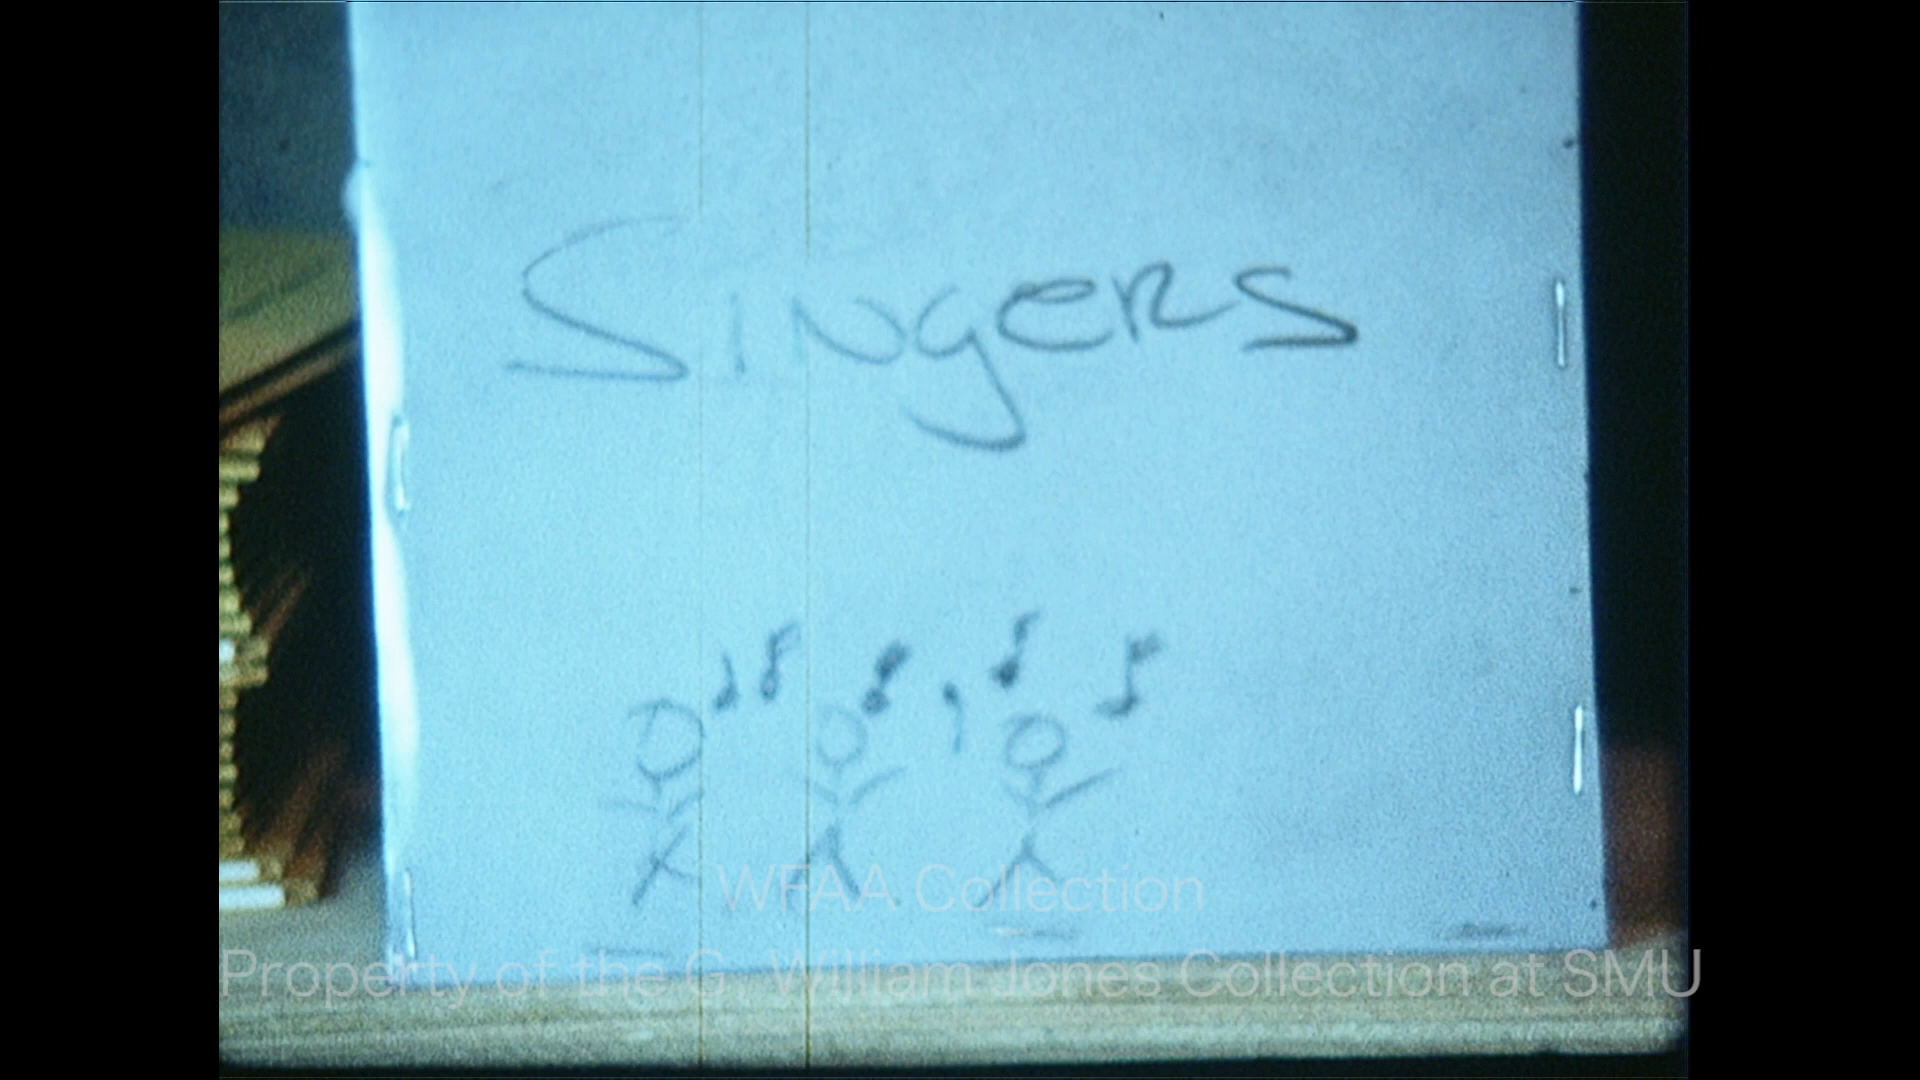 Singers
WFAA Collection
Property of the G. William Jones Collection at SMU